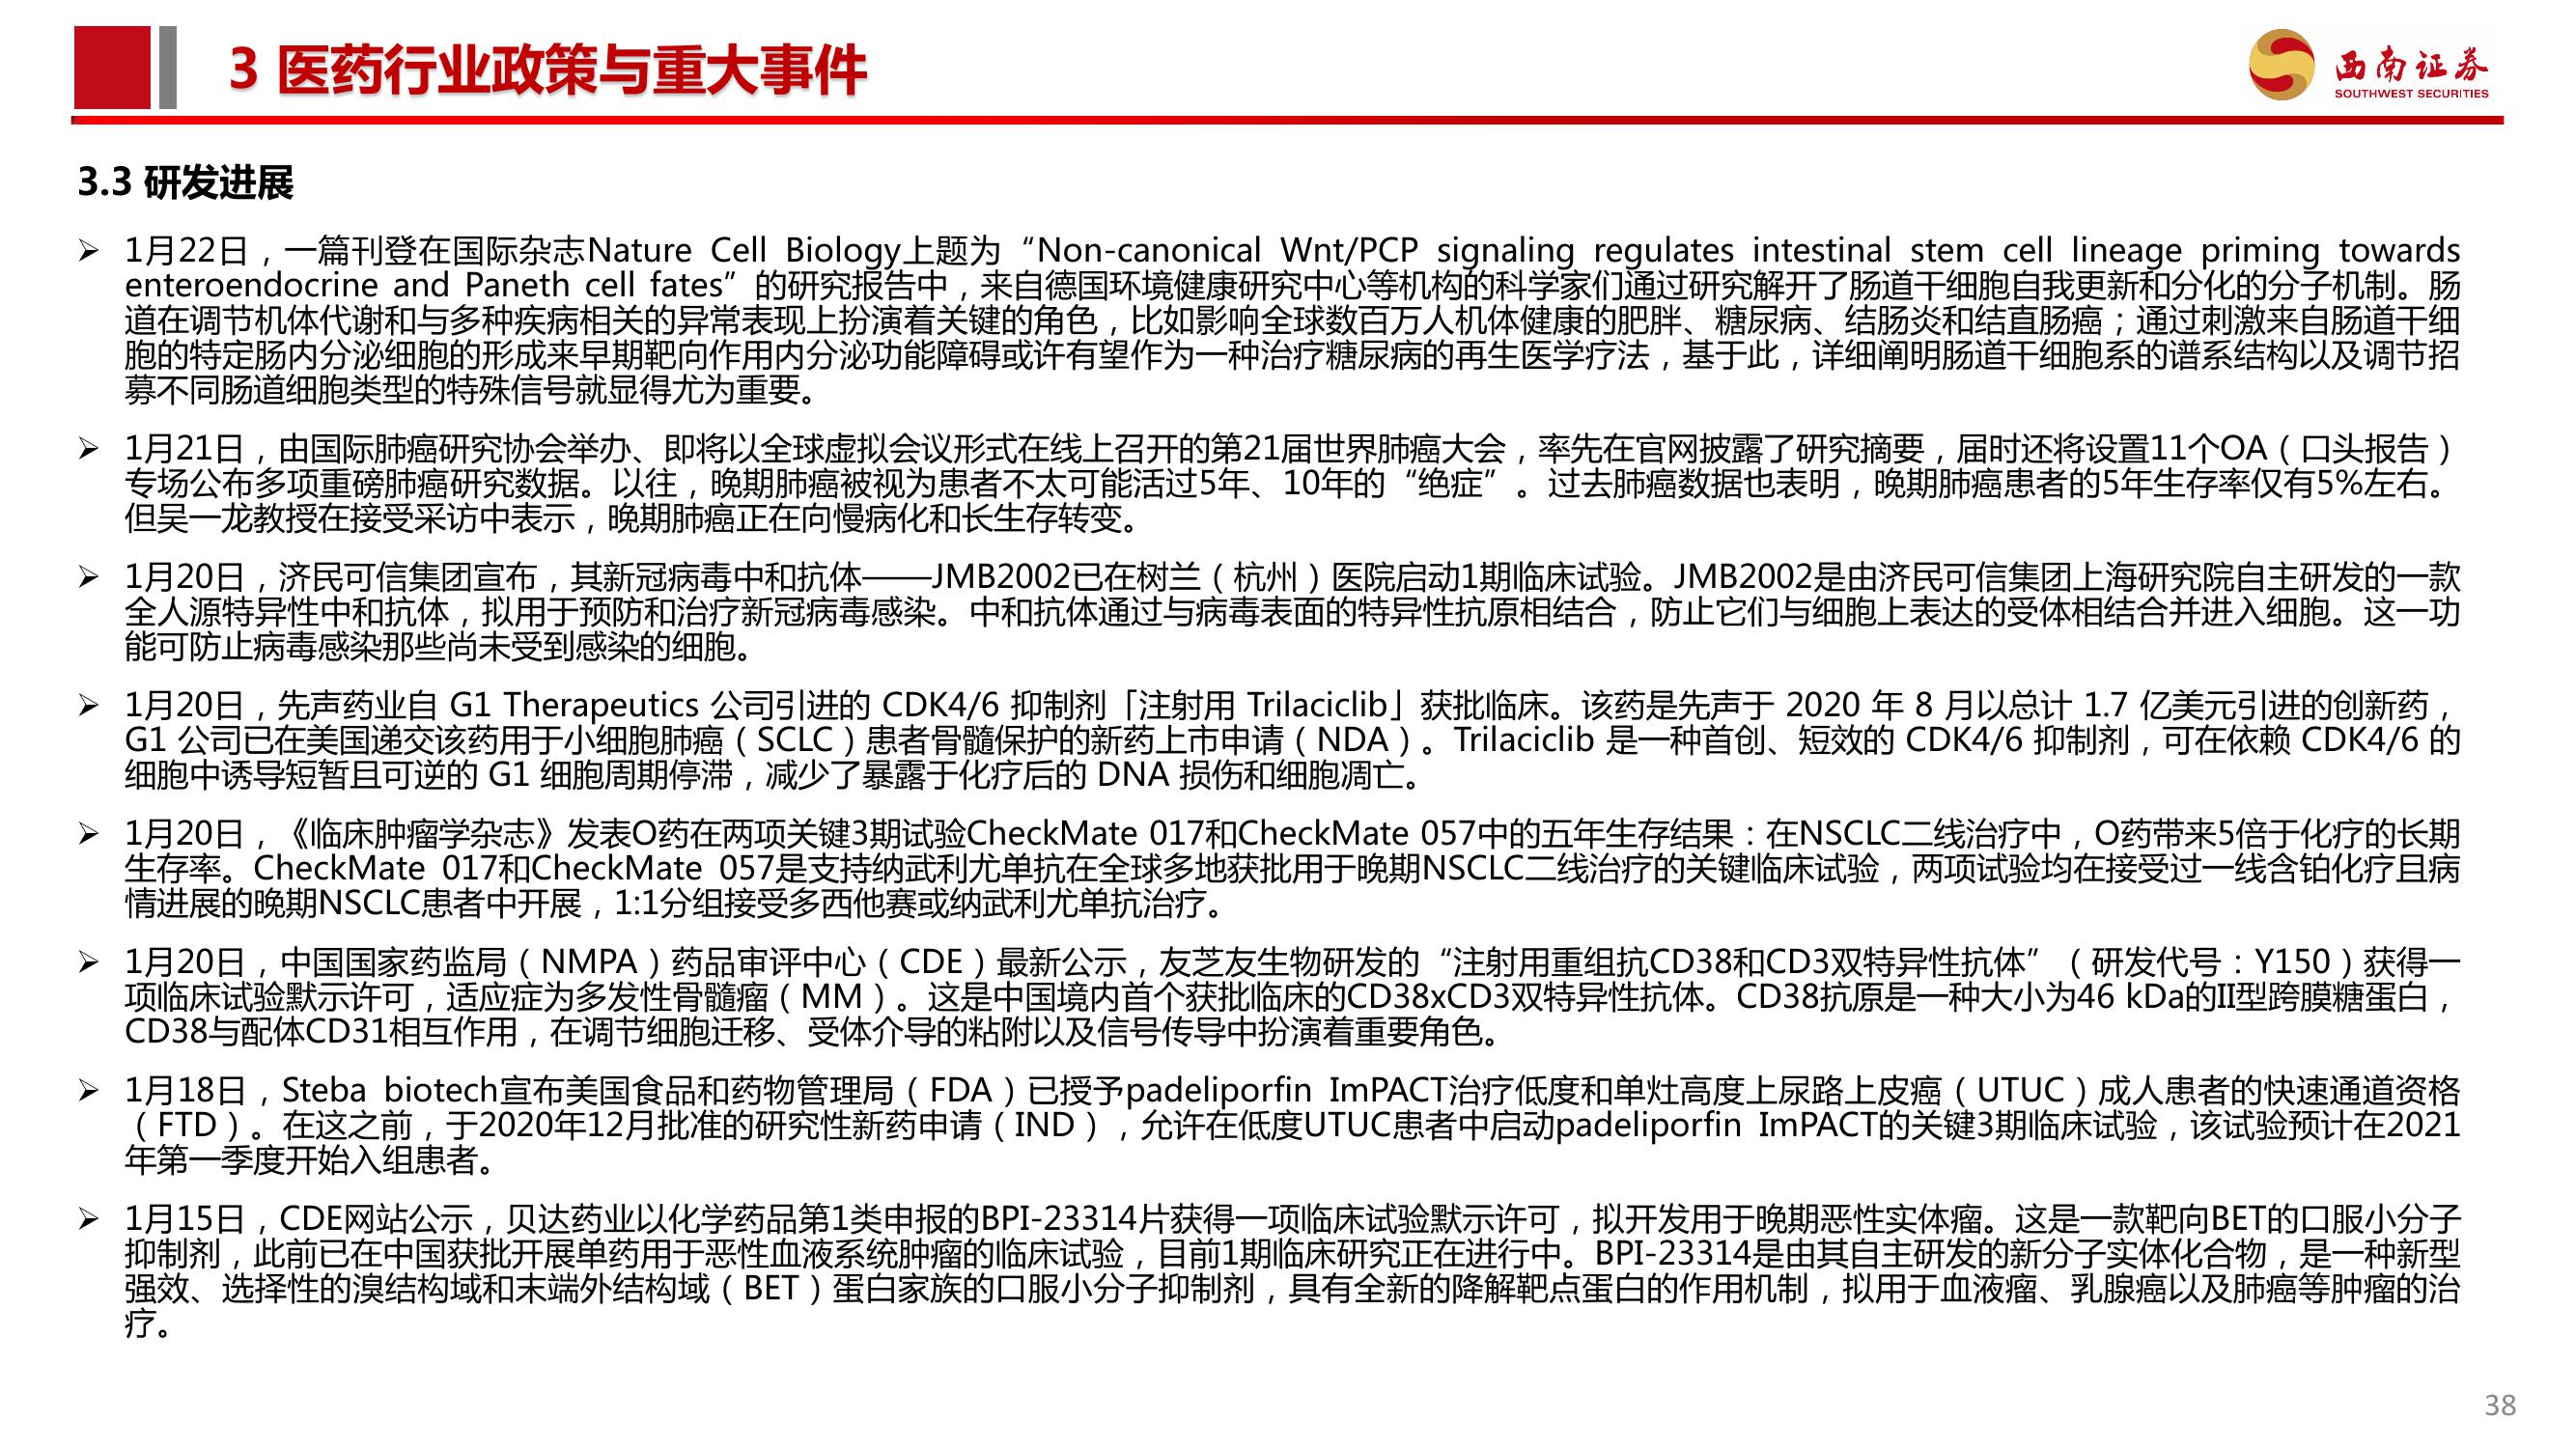 3 医药行业政策与重大事件
西南证券
SOUTHWEST SECURITIES
3.3 研发进展
➢ 1月22日，一篇刊登在国际杂志Nature Cell Biology上题为“Non-canonical Wnt/PCP signaling regulates intestinal stem cell lineage priming towards
enteroendocrine and Paneth cell fates”的研究报告中，来自德国环境健康研究中心等机构的科学家们通过研究解开了肠道干细胞自我更新和分化的分子机制。肠
道在调节机体代谢和与多种疾病相关的异常表现上扮演着关键的角色，比如影响全球数百万人机体健康的肥胖、糖尿病、结肠炎和结直肠癌；通过刺激来自肠道干细
胞的特定肠内分泌细胞的形成来早期靶向作用内分泌功能障碍或许有望作为一种治疗糖尿病的再生医学疗法，基于此，详细阐明肠道干细胞系的谱系结构以及调节招
募不同肠道细胞类型的特殊信号就显得尤为重要。
➢ 1月21日，由国际肺癌研究协会举办、即将以全球虚拟会议形式在线上召开的第21届世界肺癌大会，率先在官网披露了研究摘要，届时还将设置11个OA（口头报告）
专场公布多项重磅肺癌研究数据。以往，晚期肺癌被视为患者不太可能活过5年、10年的“绝症”。过去肺癌数据也表明，晚期肺癌患者的5年生存率仅有5%左右。
但吴一龙教授在接受采访中表示，晚期肺癌正在向慢病化和长生存转变。
➢ 1月20日，济民可信集团宣布，其新冠病毒中和抗体——JMB2002已在树兰（杭州）医院启动1期临床试验。JMB2002是由济民可信集团上海研究院自主研发的一款
全人源特异性中和抗体，拟用于预防和治疗新冠病毒感染。中和抗体通过与病毒表面的特异性抗原相结合，防止它们与细胞上表达的受体相结合并进入细胞。这一功
能可防止病毒感染那些尚未受到感染的细胞。
➢ 1月20日，先声药业自 G1 Therapeutics 公司引进的 CDK4/6 抑制剂「注射用 Trilaciclib」获批临床。该药是先声于 2020 年 8 月以总计 1.7 亿美元引进的创新药，
G1 公司已在美国递交该药用于小细胞肺癌（SCLC）患者骨髓保护的新药上市申请（NDA）。Trilaciclib 是一种首创、短效的 CDK4/6 抑制剂，可在依赖 CDK4/6 的
细胞中诱导短暂且可逆的 G1 细胞周期停滞，减少了暴露于化疗后的 DNA 损伤和细胞凋亡。
➢ 1月20日，《临床肿瘤学杂志》发表O药在两项关键3期试验CheckMate 017和CheckMate 057中的五年生存结果：在NSCLC二线治疗中，O药带来5倍于化疗的长期
生存率。CheckMate 017和CheckMate 057是支持纳武利尤单抗在全球多地获批用于晚期NSCLC二线治疗的关键临床试验，两项试验均在接受过一线含铂化疗且病
情进展的晚期NSCLC患者中开展，1:1分组接受多西他赛或纳武利尤单抗治疗。
➢ 1月20日，中国国家药监局（NMPA）药品审评中心（CDE）最新公示，友芝友生物研发的“注射用重组抗CD38和CD3双特异性抗体”（研发代号：Y150）获得一
项临床试验默示许可，适应症为多发性骨髓瘤（MM）。这是中国境内首个获批临床的CD38xCD3双特异性抗体。CD38抗原是一种大小为46 kDa的II型跨膜糖蛋白，
CD38与配体CD31相互作用，在调节细胞迁移、受体介导的粘附以及信号传导中扮演着重要角色。
➢ 1月18日，Steba biotech宣布美国食品和药物管理局（FDA）已授予padeliporfin ImPACT治疗低度和单灶高度上尿路上皮癌（UTUC）成人患者的快速通道资格
（FTD）。在这之前，于2020年12月批准的研究性新药申请（IND），允许在低度UTUC患者中启动padeliporfin ImPACT的关键3期临床试验，该试验预计在2021
年第一季度开始入组患者。
➢ 1月15日，CDE网站公示，贝达药业以化学药品第1类申报的BPI-23314片获得一项临床试验默示许可，拟开发用于晚期恶性实体瘤。这是一款靶向BET的口服小分子
抑制剂，此前已在中国获批开展单药用于恶性血液系统肿瘤的临床试验，目前1期临床研究正在进行中。BPI-23314是由其自主研发的新分子实体化合物，是一种新型
强效、选择性的溴结构域和末端外结构域（BET）蛋白家族的口服小分子抑制剂，具有全新的降解靶点蛋白的作用机制，拟用于血液瘤、乳腺癌以及肺癌等肿瘤的治
疗。
38